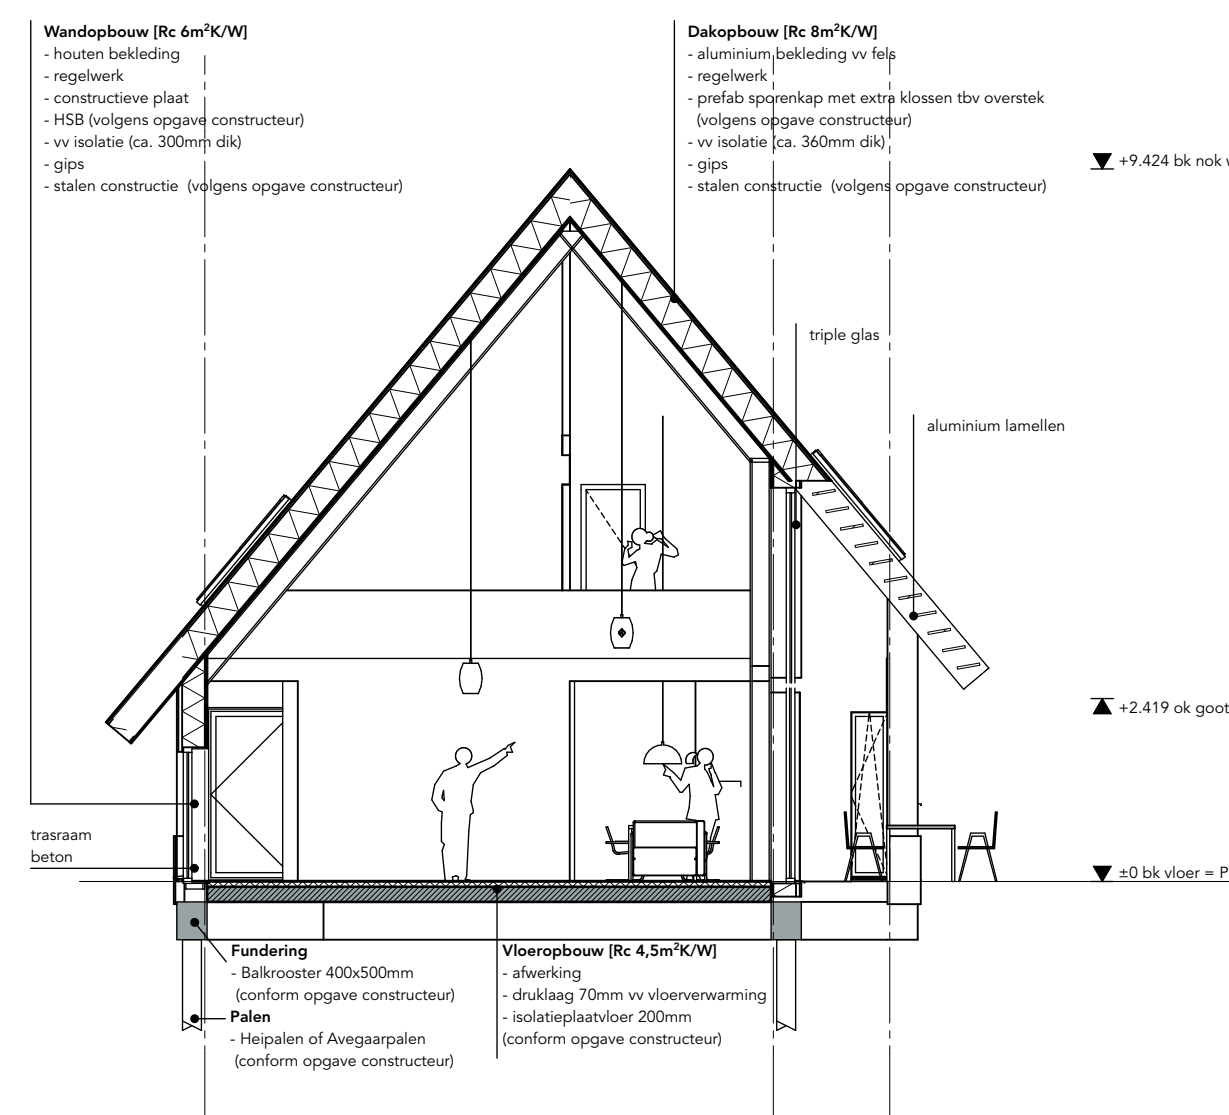 Wandopbouw [Rc 6m²K/W]
- houten bekleding
- regelwerk
- constructieve plaat
- HSB (volgens opgave constructeur)
- vv isolatie (ca. 300mm dik)
- gips
- stalen constructie (volgens opgave constructeur)
Dakopbouw [Rc 8m²K/W]
- aluminium bekleding vv fels
- regelwerk
- prefab sporenkap met extra klossen tbv overstek
(volgens opgave constructeur)
- vv isolatie (ca. 360mm dik)
- gips
- stalen constructie (volgens opgave constructeur)
+9.424 bk nok
triple glas
aluminium lamellen
+2.419 ok goot
trasraam
beton
±0 bk vloer = P
Fundering
- Balkrooster 400x500mm
(conform opgave constructeur)
Palen
- Heipalen of Avegaarpalen
(conform opgave constructeur)
Vloeropbouw [Rc 4,5m²K/W]
- afwerking
- druklaag 70mm vv vloerverwarming
- isolatieplaatvloer 200mm
(conform opgave constructeur)